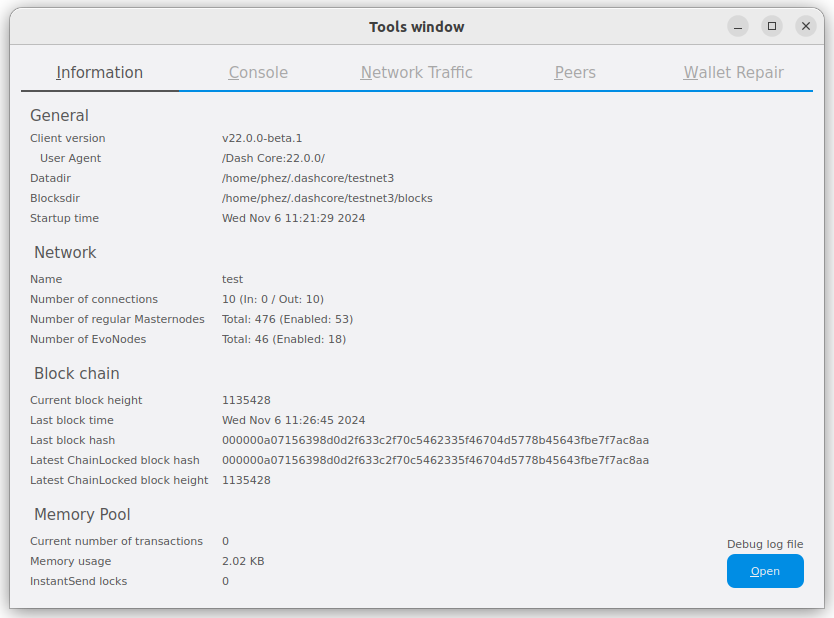 Tools window
Information Console Network Traffic Peers Wallet Repair
General
Client version v22.0.0-beta.1
User Agent /Dash Core:22.0.0/
Datadir /home/phez/.dashcore/testnet3
Blocksdir /home/phez/.dashcore/testnet3/blocks
Startup time Wed Nov 6 11:21:29 2024
Network
Name test
Number of connections 10 (In: 0 / Out: 10)
Number of regular Masternodes Total: 476 (Enabled: 53)
Number of EvoNodes Total: 46 (Enabled: 18)
Block chain
Current block height 1135428
Last block time Wed Nov 6 11:26:45 2024
Last block hash 000000a07156398d0d2f633c2f70c5462335f46704d5778b45643fbe7f7ac8aa
Latest ChainLocked block hash 000000a07156398d0d2f633c2f70c5462335f46704d5778b45643fbe7f7ac8aa
Latest ChainLocked block height 1135428
Memory Pool
Current number of transactions 0
Memory usage 2.02 KB
InstantSend locks 0
Debug log file
Open